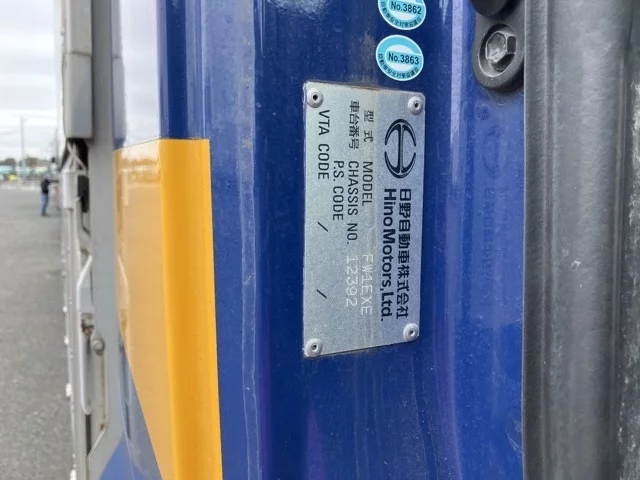 No.3862
No.3863
日野自動車株式会社
Hino Motors, Ltd.
型式 MODEL FW1EXE
車台番号 CHASSIS NO. 12392
P.S. CODE /
VTA CODE /